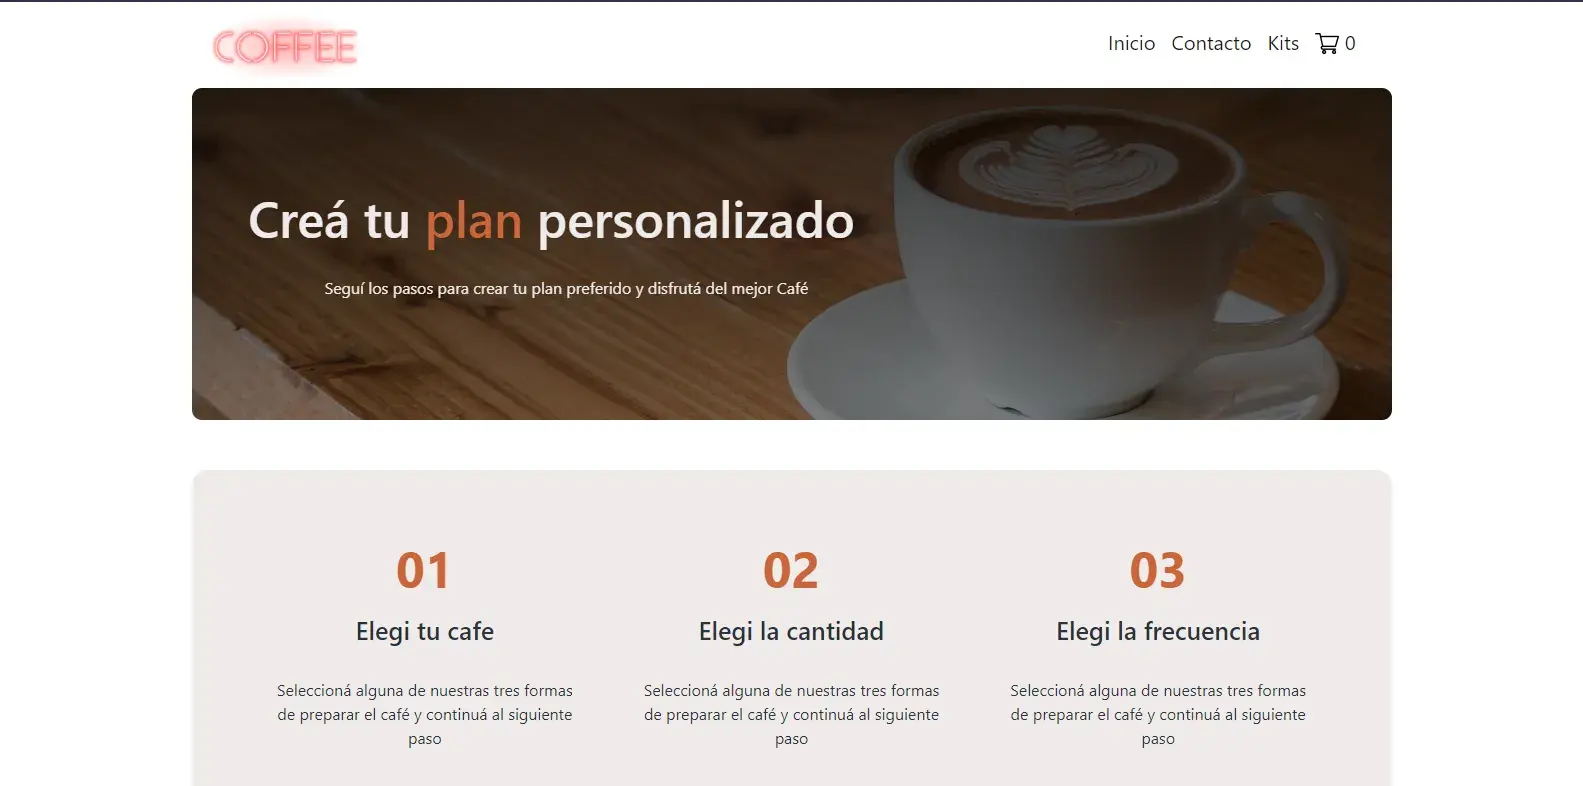 COFFEE
Inicio Contacto Kits 0
Creá tu plan personalizado
Seguí los pasos para crear tu plan preferido y disfrutá del mejor Café
01
Elegi tu cafe
Seleccioná alguna de nuestras tres formas
de preparar el café y continuá al siguiente
paso
02
Elegi la cantidad
Seleccioná alguna de nuestras tres formas
de preparar el café y continuá al siguiente
paso
03
Elegi la frecuencia
Seleccioná alguna de nuestras tres formas
de preparar el café y continuá al siguiente
paso